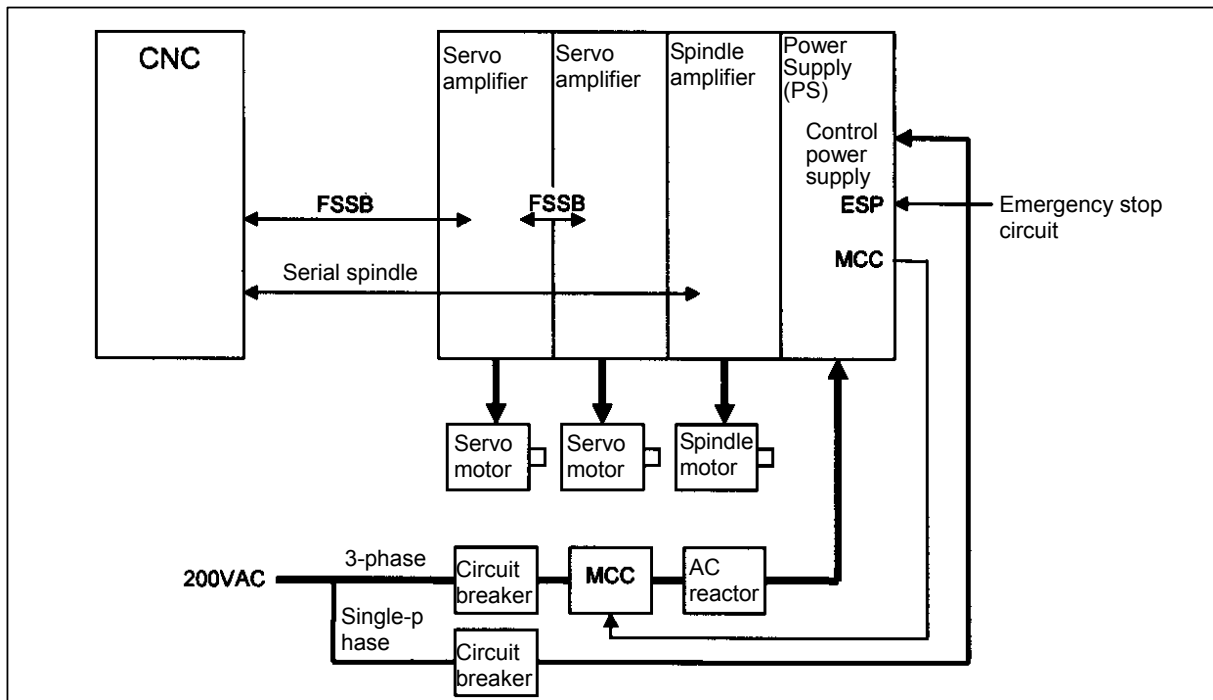 CNC
Servo
amplifier
Servo
amplifier
Spindle
amplifier
Power
Supply
(PS)
Control
power
supply
FSSB
FSSB
ESP
Emergency stop
circuit
MCC
Serial spindle
Servo
motor
Servo
motor
Spindle
motor
200VAC
3-phase
Circuit
breaker
MCC
AC
reactor
Single-p
hase
Circuit
breaker